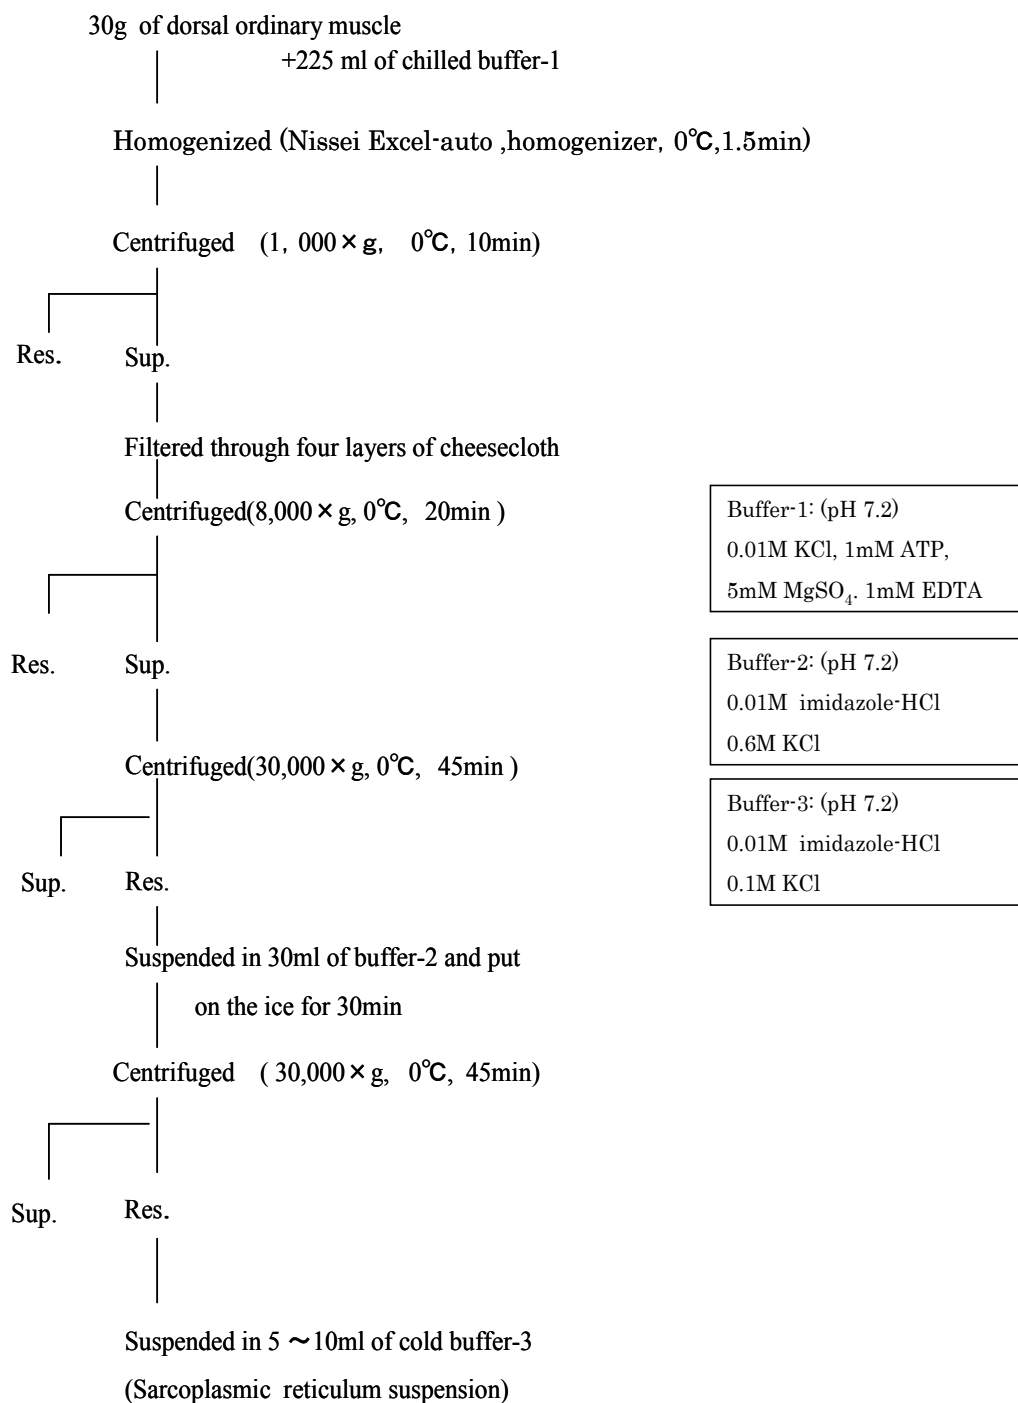 30g of dorsal ordinary muscle
+225 ml of chilled buffer-1
Homogenized (Nissei Excel-auto ,homogenizer, 0℃,1.5min)
Centrifuged (1, 000×g, 0℃, 10min)
Res. Sup.
Filtered through four layers of cheesecloth
Centrifuged(8,000×g, 0℃, 20min )
Res. Sup.
Centrifuged(30,000×g, 0℃, 45min )
Sup. Res.
Suspended in 30ml of buffer-2 and put
on the ice for 30min
Centrifuged ( 30,000×g, 0℃, 45min)
Sup. Res.
Suspended in 5 ～10ml of cold buffer-3
(Sarcoplasmic reticulum suspension)
Buffer-1: (pH 7.2)
0.01M KCl, 1mM ATP,
5mM MgSO₄. 1mM EDTA
Buffer-2: (pH 7.2)
0.01M imidazole-HCl
0.6M KCl
Buffer-3: (pH 7.2)
0.01M imidazole-HCl
0.1M KCl